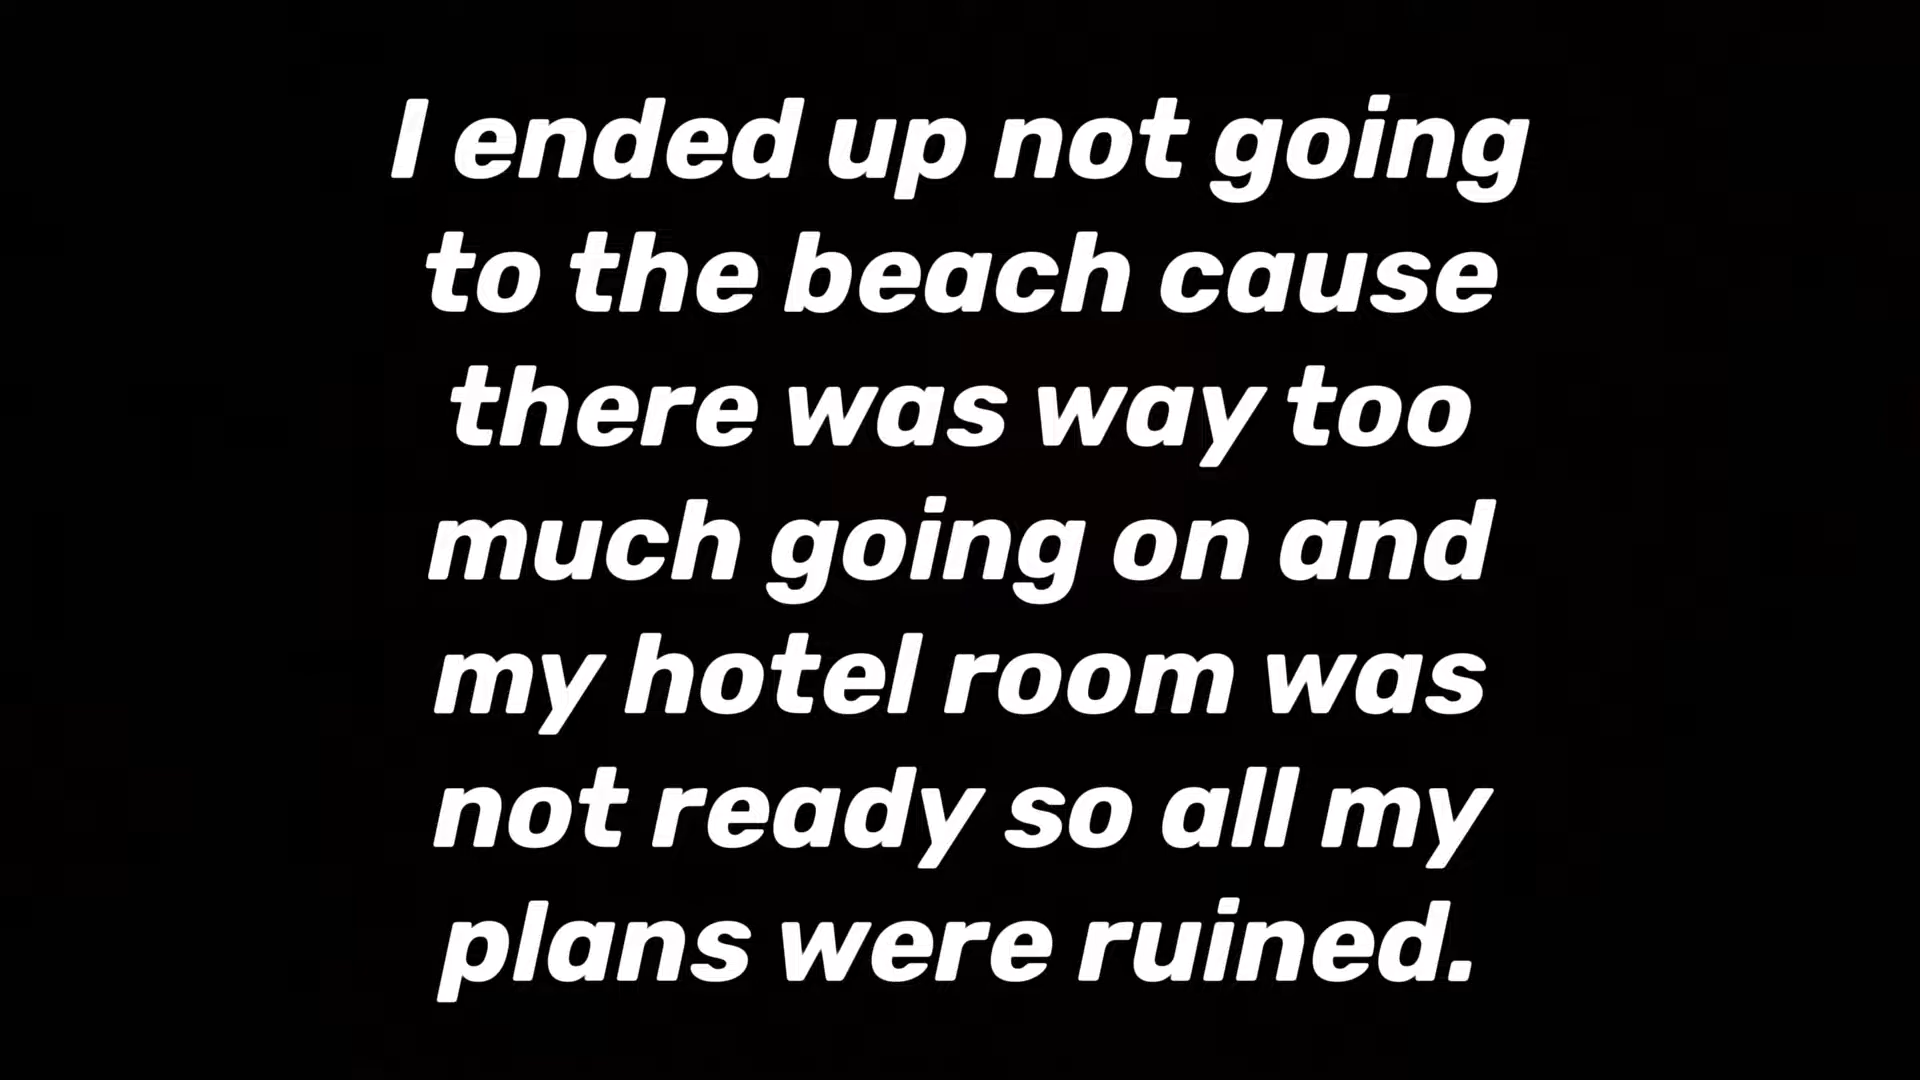 I ended up not going
to the beach cause
there was way too
much going on and
my hotel room was
not ready so all my
plans were ruined.